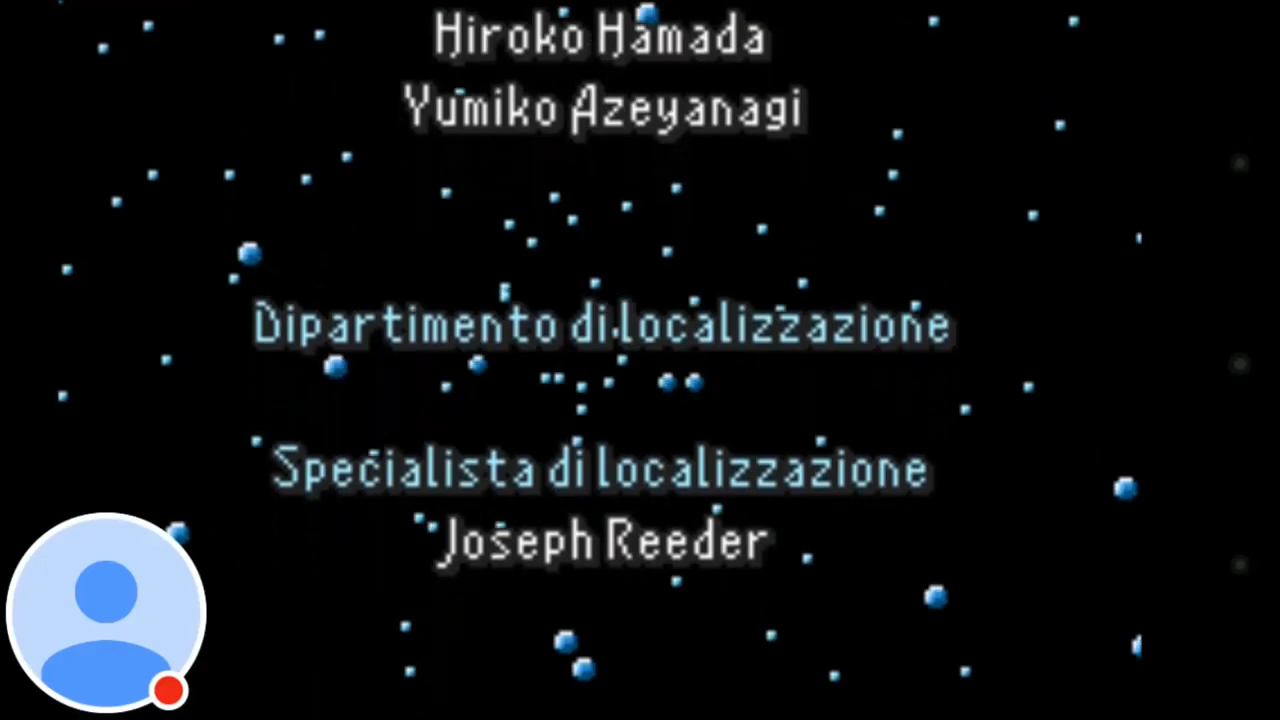 Hiroko Hamada
Yumiko Azeyanagi
Dipartimento di localizzazione
Specialista di localizzazione
Joseph Reeder